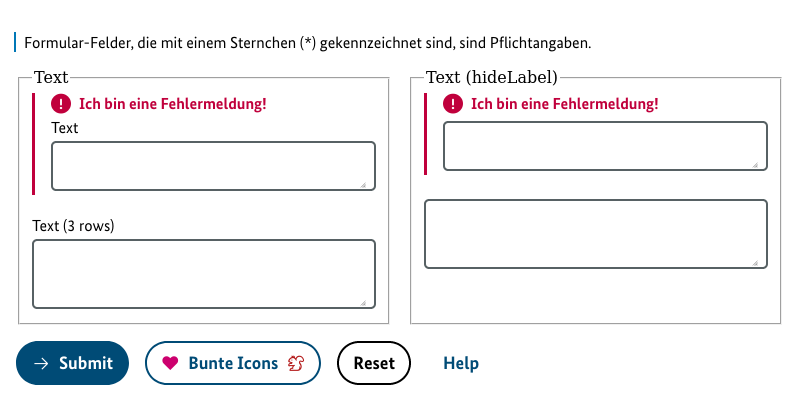 Formular-Felder, die mit einem Sternchen (*) gekennzeichnet sind, sind Pflichtangaben.
Text
Ich bin eine Fehlermeldung!
Text
Text (3 rows)
Text (hideLabel)
Ich bin eine Fehlermeldung!
Submit
Bunte Icons
Reset
Help